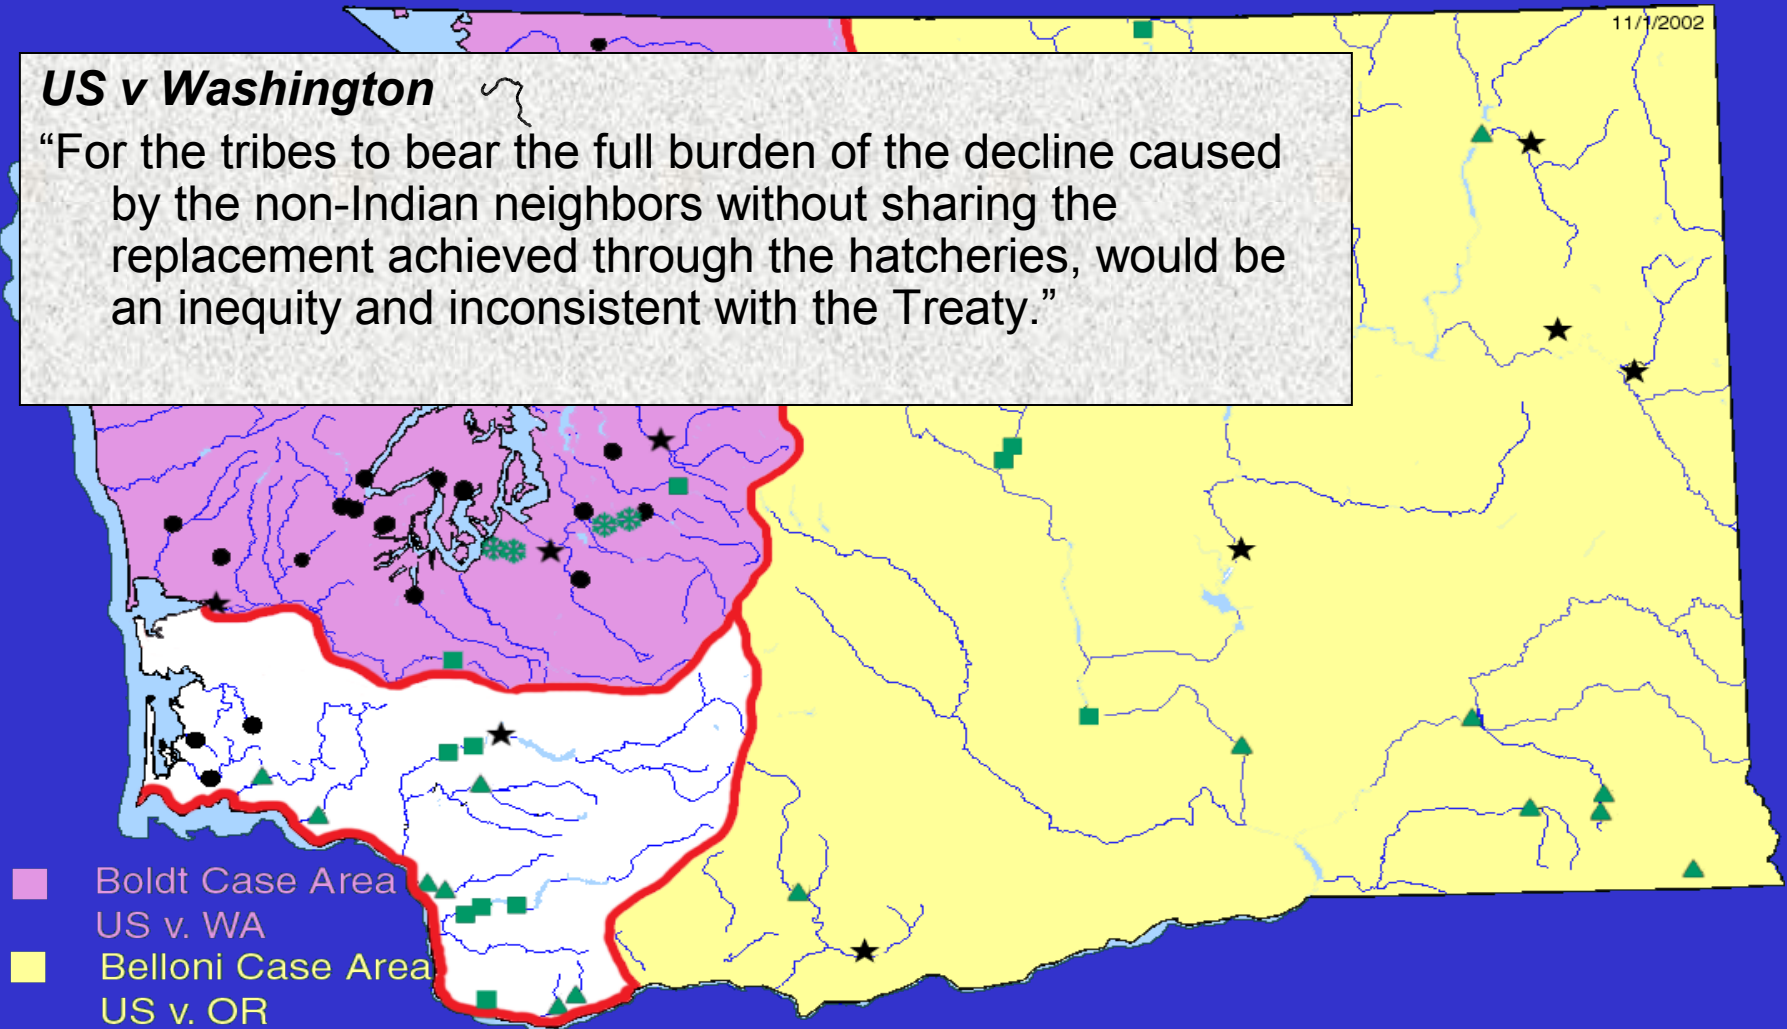 11/1/2002
US v Washington
“For the tribes to bear the full burden of the decline caused
by the non-Indian neighbors without sharing the
replacement achieved through the hatcheries, would be
an inequity and inconsistent with the Treaty.”
Boldt Case Area
US v. WA
Belloni Case Area
US v. OR